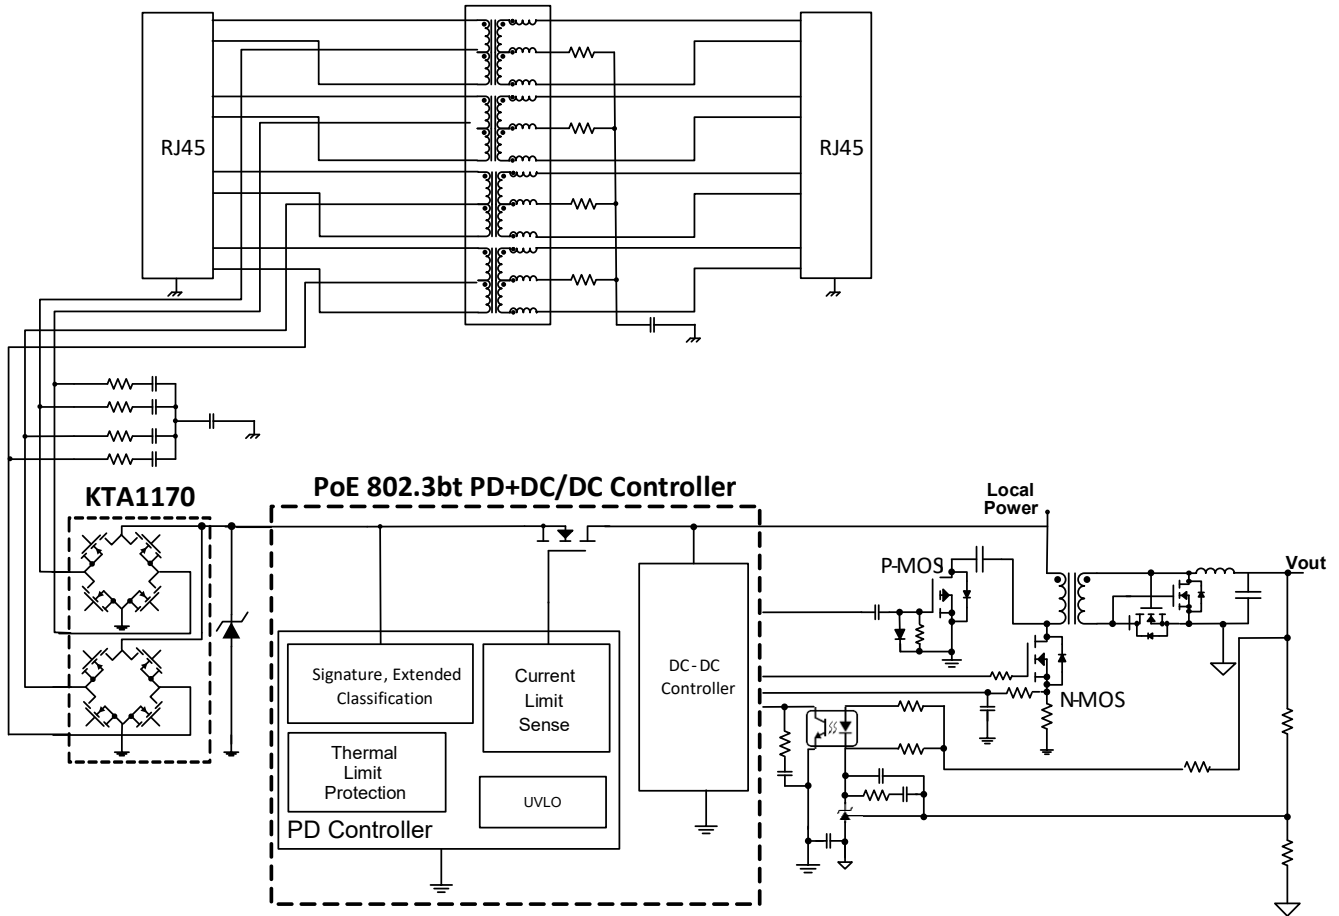 RJ45
RJ45
KTA1170
PoE 802.3bt PD+DC/DC Controller
Local
Power
Vout
P-MOS
Signature, Extended
Classification
Current
Limit
Sense
DC-DC
Controller
N-MOS
Thermal
Limit
Protection
UVLO
PD Controller